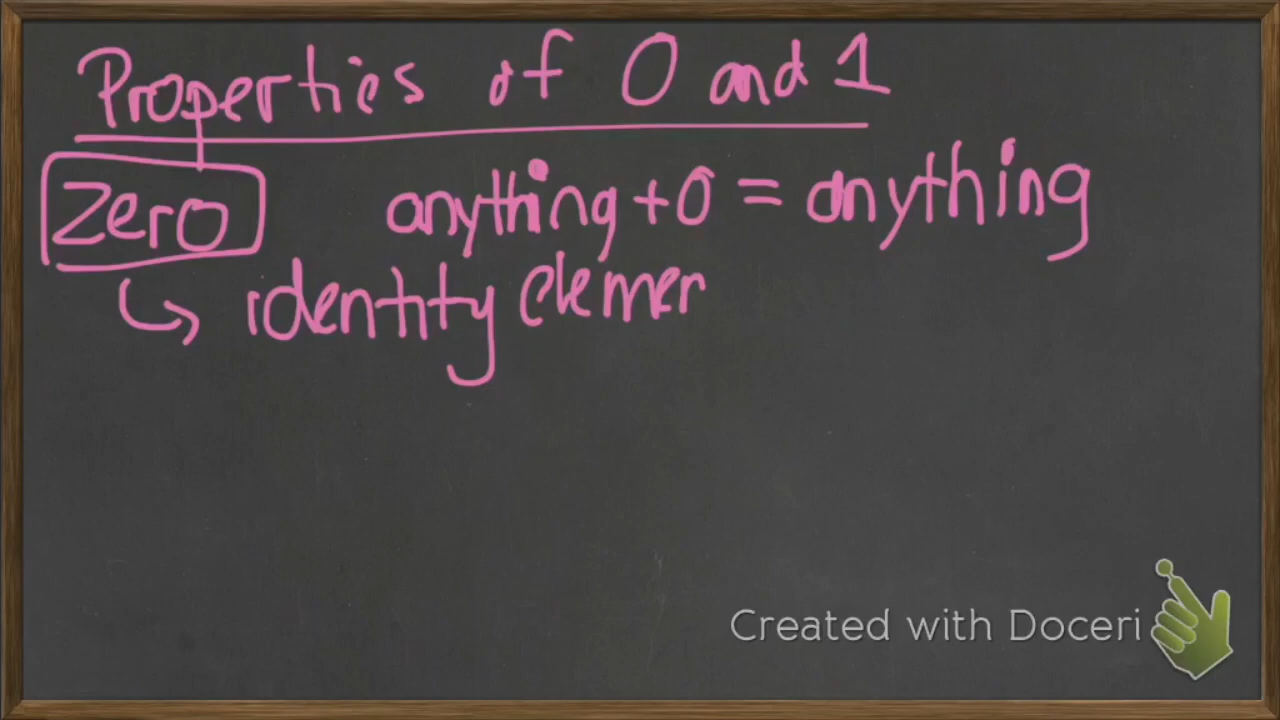 Properties of 0 and 1
Zero
anything + 0 = anything
identity elemen
Created with Doceri